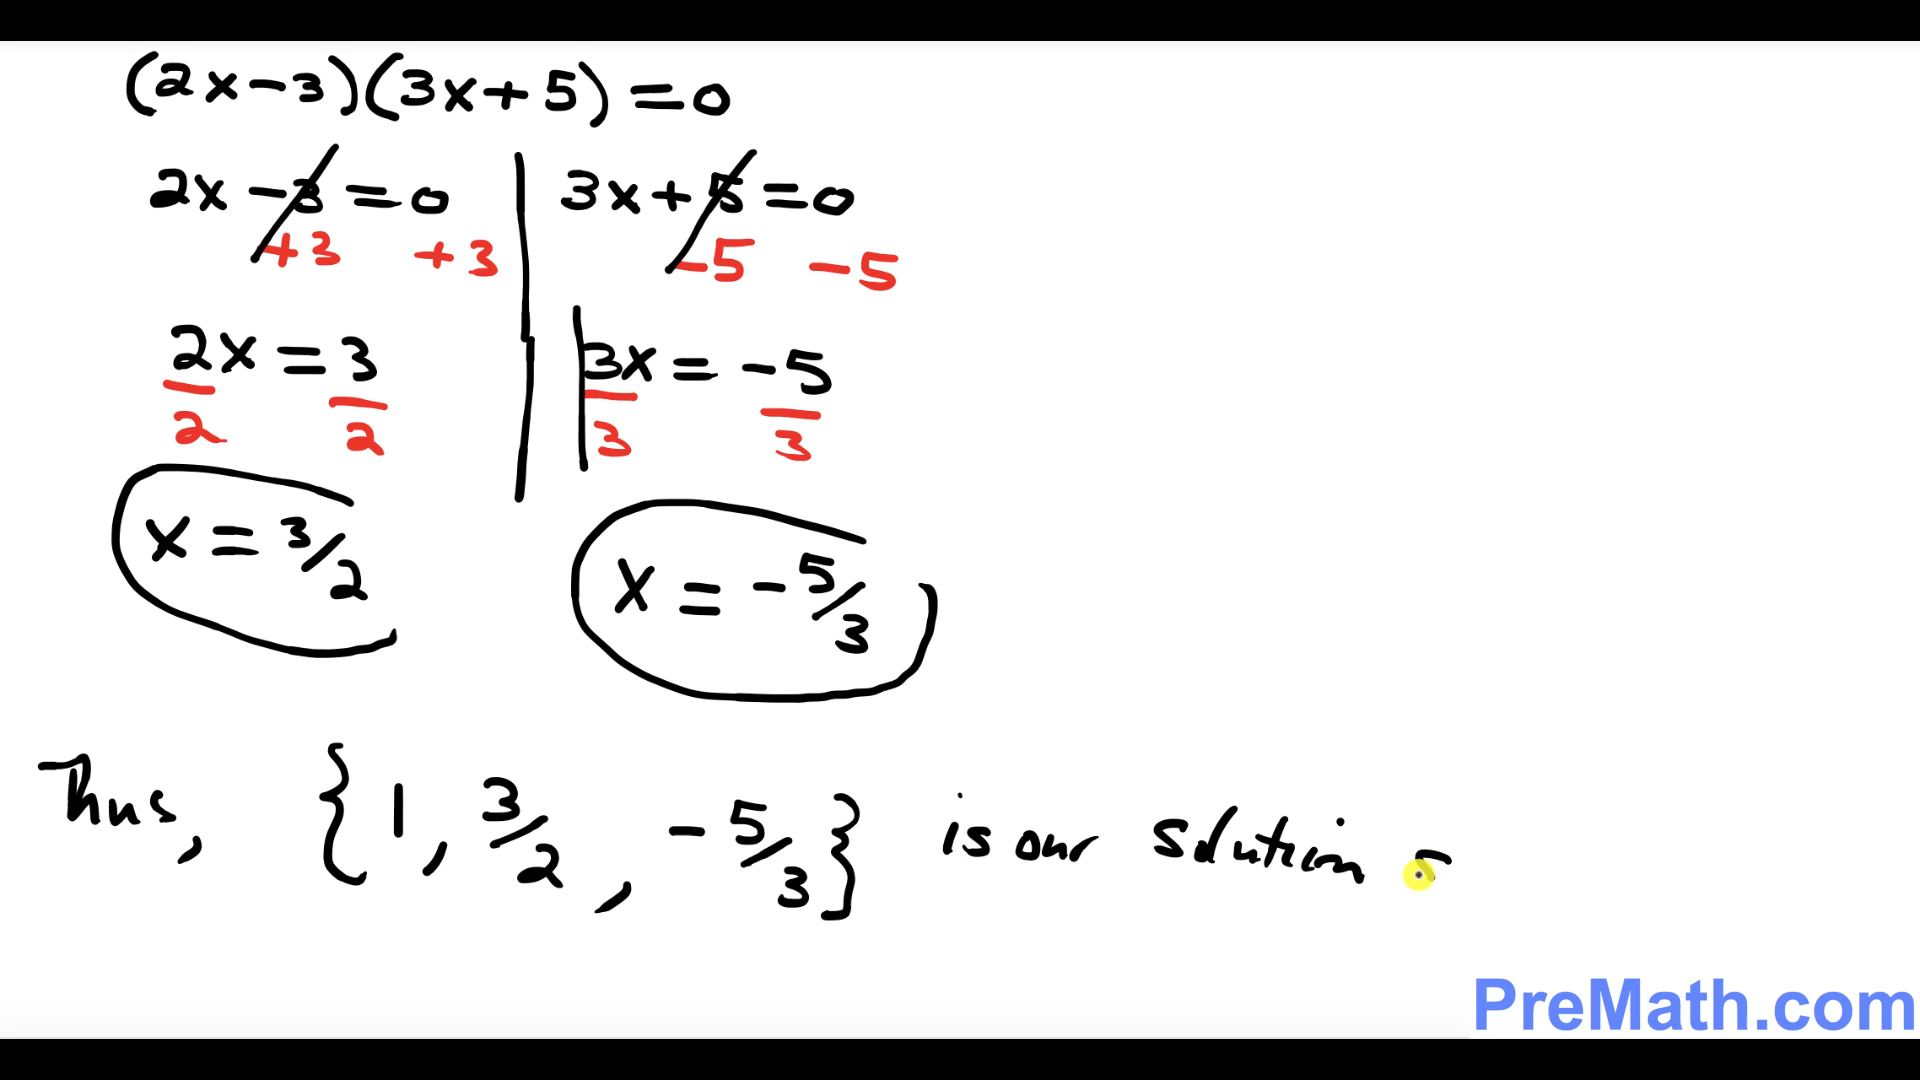 (2x-3)(3x+5)=0
2x-3=0 3x+5=0
+3 +3 -5 -5
2x=3 3x=-5
2 2 3 3
x=3/2 x=-5/3
Thus, {1, 3/2, -5/3} is our solution s
PreMath.com